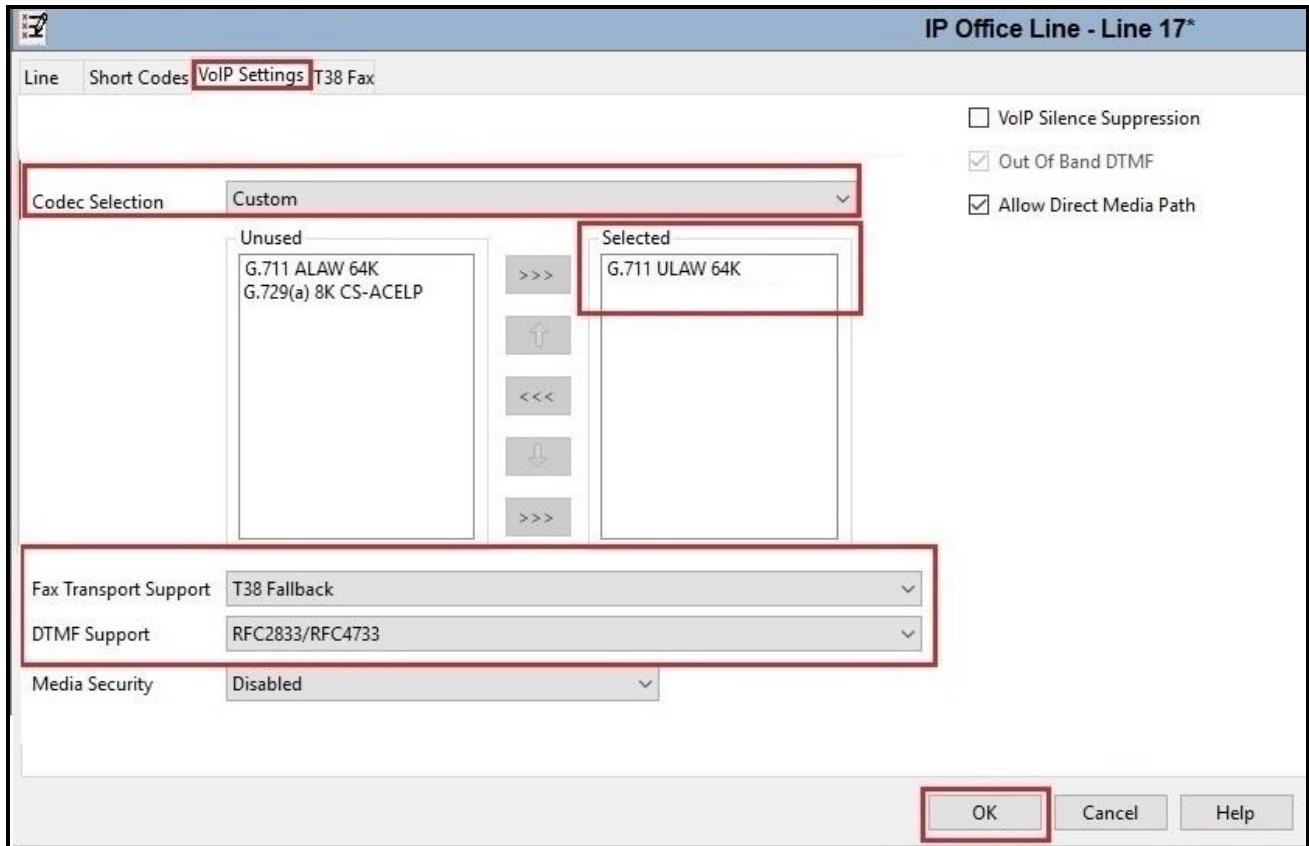 IP Office Line - Line 17*
Line Short Codes VoIP Settings T38 Fax
VoIP Silence Suppression
Out Of Band DTMF
Allow Direct Media Path
Codec Selection Custom
Unused Selected
G.711 ALAW 64K
G.729(a) 8K CS-ACELP
>>>
<<<
>>>
G.711 ULAW 64K
Fax Transport Support T38 Fallback
DTMF Support RFC2833/RFC4733
Media Security Disabled
OK Cancel Help